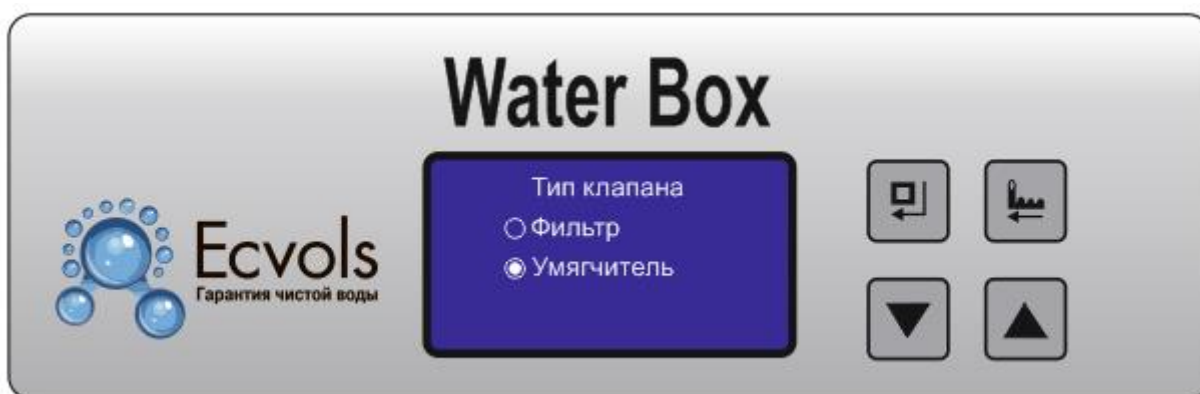 Water Box
Тип клапана
Фильтр
Умягчитель
Ecvols
Гарантия чистой воды